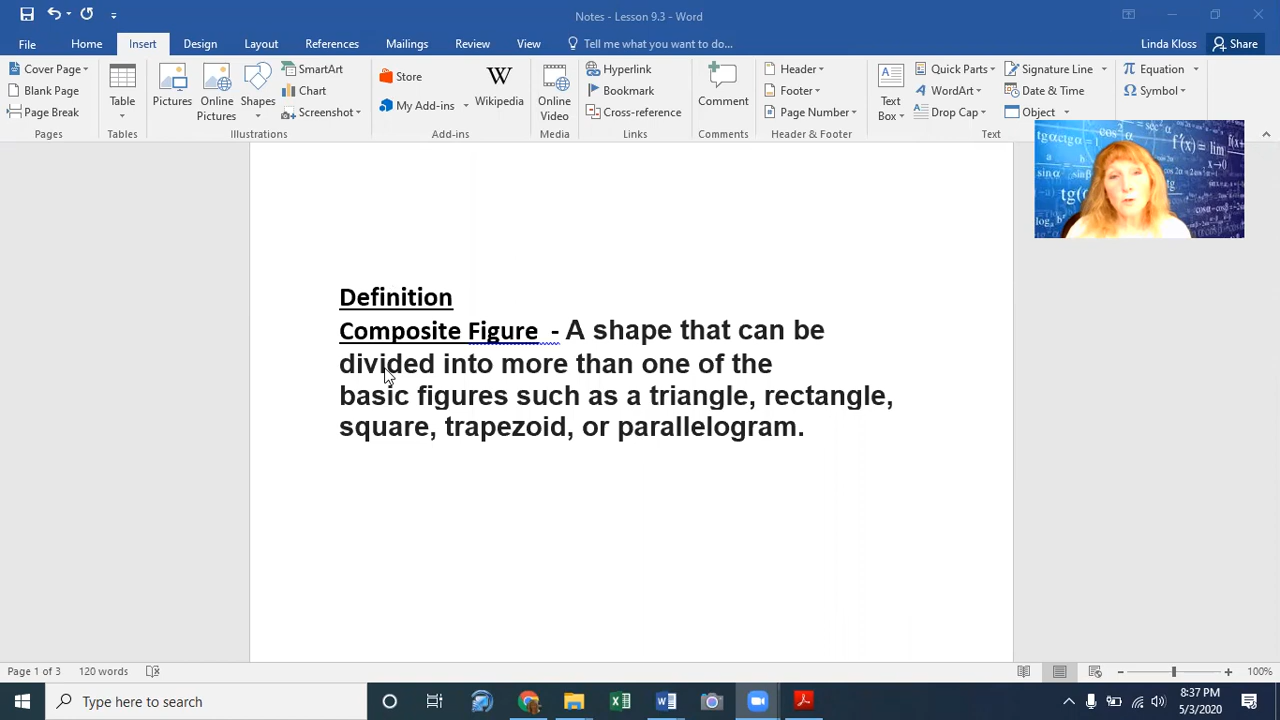 Notes - Lesson 9.3 - Word
File Home Insert Design Layout References Mailings Review View Tell me what you want to do... Linda Kloss Share
Cover Page
Blank Page
Page Break
Pages
Table
Tables
Pictures
Online Pictures
Shapes
SmartArt
Chart
Screenshot
Illustrations
Store
My Add-ins
W
Wikipedia
Add-ins
Online Video
Media
Hyperlink
Bookmark
Cross-reference
Links
Comment
Comments
Header
Footer
Page Number
Header & Footer
A
Text Box
Quick Parts
WordArt
Drop Cap
Signature Line
Date & Time
Object
Text
π Equation
Ω Symbol
Definition
Composite Figure - A shape that can be
divided into more than one of the
basic figures such as a triangle, rectangle,
square, trapezoid, or parallelogram.
Page 1 of 3 120 words 100%
Type here to search
8:37 PM
5/3/2020